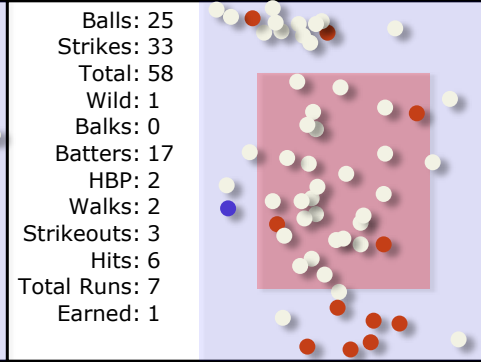 Balls: 25
Strikes: 33
Total: 58
Wild: 1
Balks: 0
Batters: 17
HBP: 2
Walks: 2
Strikeouts: 3
Hits: 6
Total Runs: 7
Earned: 1